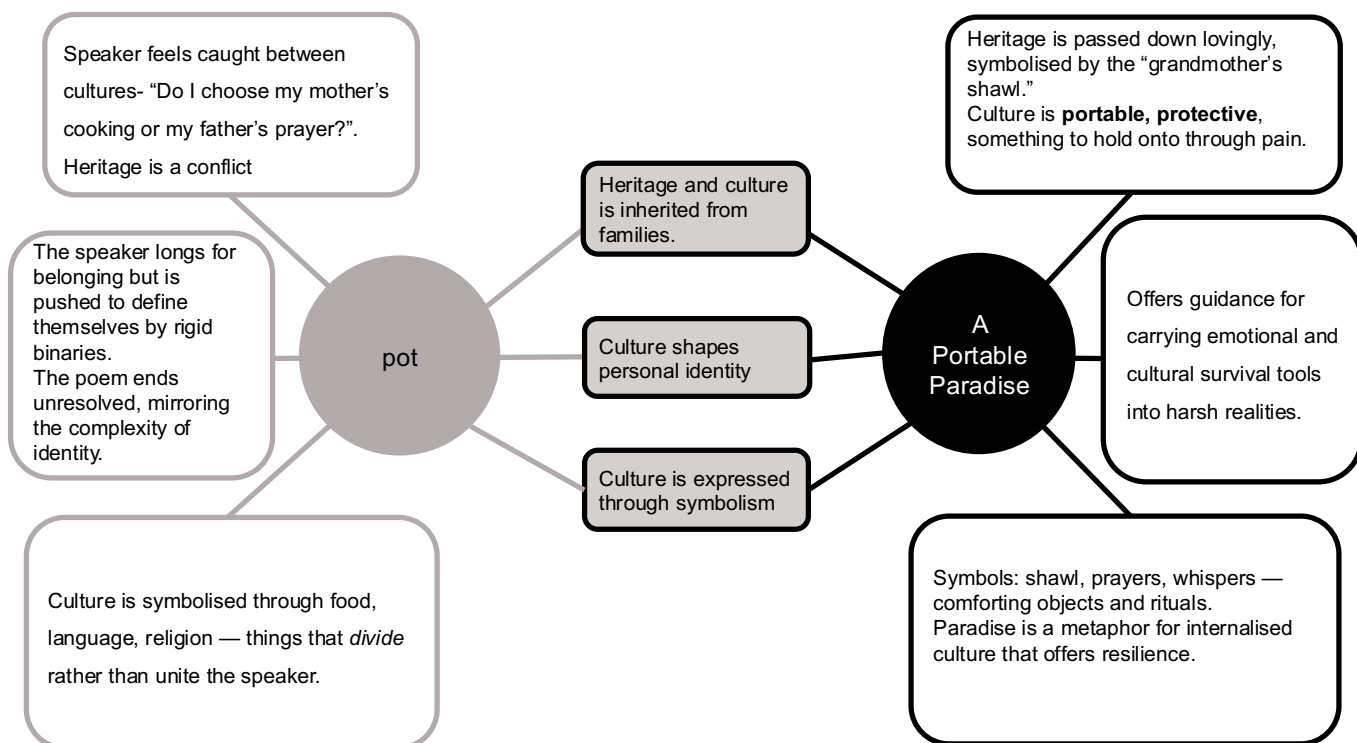 Speaker feels caught between
cultures- “Do I choose my mother’s
cooking or my father’s prayer?”.
Heritage is a conflict
The speaker longs for
belonging but is
pushed to define
themselves by rigid
binaries.
The poem ends
unresolved, mirroring
the complexity of
identity.
Culture is symbolised through food,
language, religion — things that divide
rather than unite the speaker.
pot
Heritage and culture
is inherited from
families.
Culture shapes
personal identity
Culture is expressed
through symbolism
A
Portable
Paradise
Heritage is passed down lovingly,
symbolised by the “grandmother’s
shawl.”
Culture is portable, protective,
something to hold onto through pain.
Offers guidance for
carrying emotional and
cultural survival tools
into harsh realities.
Symbols: shawl, prayers, whispers —
comforting objects and rituals.
Paradise is a metaphor for internalised
culture that offers resilience.